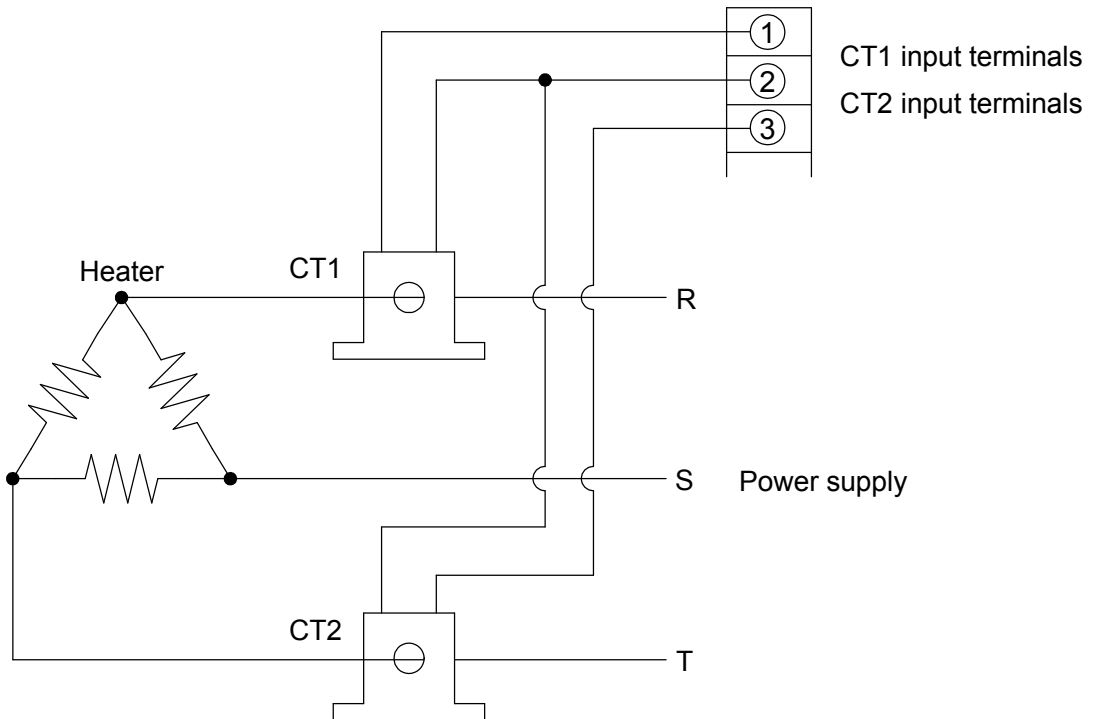 1
CT1 input terminals
2
CT2 input terminals
3
CT1
Heater
R
S
Power supply
CT2
T